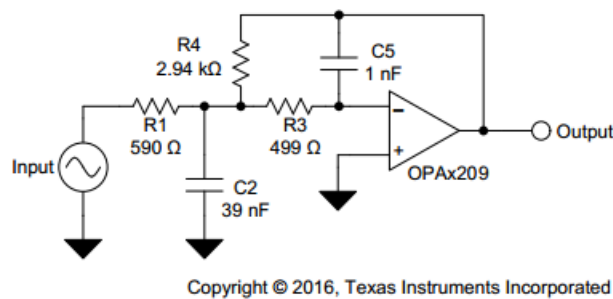 R4
2.94 kΩ
C5
1 nF
R1
590 Ω
R3
499 Ω
−
+
OPAx209
Output
Input
C2
39 nF
Copyright © 2016, Texas Instruments Incorporated